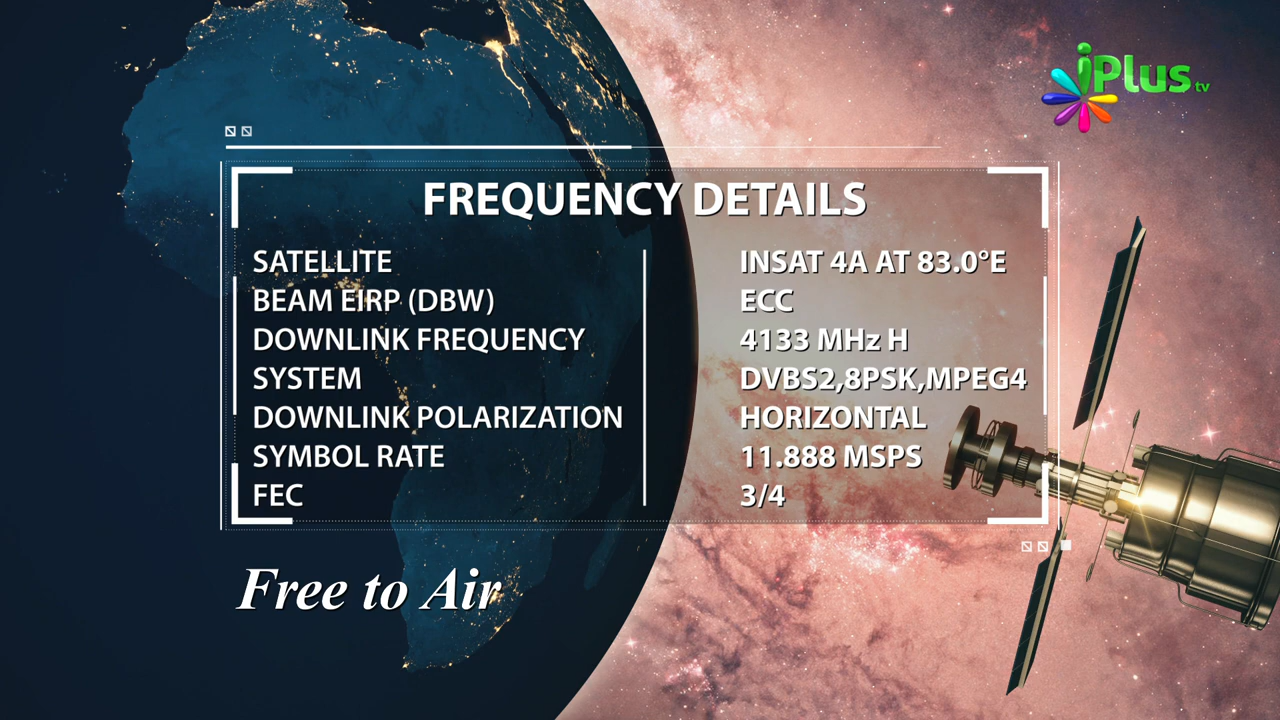 iPlus tv
FREQUENCY DETAILS
SATELLITE INSAT 4A AT 83.0°E
BEAM EIRP (DBW) ECC
DOWNLINK FREQUENCY 4133 MHz H
SYSTEM DVBS2,8PSK,MPEG4
DOWNLINK POLARIZATION HORIZONTAL
SYMBOL RATE 11.888 MSPS
FEC 3/4
Free to Air